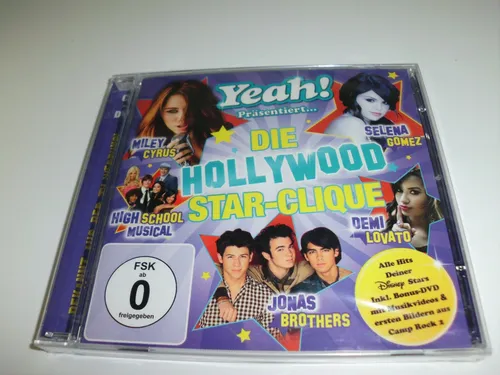 Yeah!
Präsentiert...
DIE
HOLLYWOOD
STAR-CLIQUE
MILEY
CYRUS
SELENA
GOMEZ
HIGH SCHOOL
MUSICAL
DEMI
LOVATO
JONAS
BROTHERS
FSK
ab
0
freigegeben
Alle Hits
Deiner
Disney Stars
Inkl. Bonus-DVD
mit Musikvideos &
ersten Bildern aus
Camp Rock 2